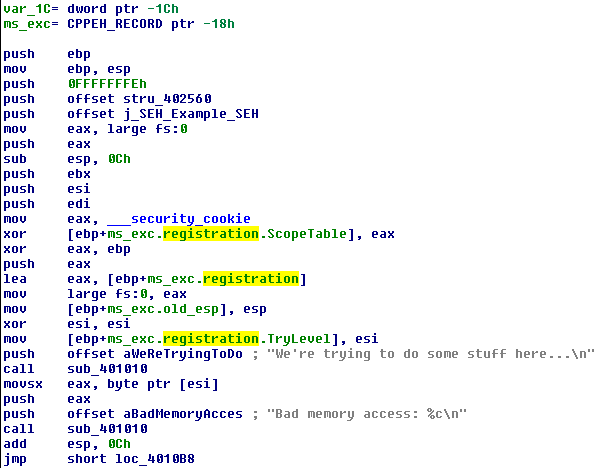 var_1C= dword ptr -1Ch
ms_exc= CPPEH_RECORD ptr -18h
push    ebp
mov     ebp, esp
push    0FFFFFFFEh
push    offset stru_402560
push    offset j_SEH_Example_SEH
mov     eax, large fs:0
push    eax
sub     esp, 0Ch
push    ebx
push    esi
push    edi
mov     eax, ___security_cookie
xor     [ebp+ms_exc.registration.ScopeTable], eax
xor     eax, ebp
push    eax
lea     eax, [ebp+ms_exc.registration]
mov     large fs:0, eax
mov     [ebp+ms_exc.old_esp], esp
xor     esi, esi
mov     [ebp+ms_exc.registration.TryLevel], esi
push    offset aWeReTryingToDo ; "We're trying to do some stuff here...\n"
call    sub_401010
movsx   eax, byte ptr [esi]
push    eax
push    offset aBadMemoryAcces ; "Bad memory access: %c\n"
call    sub_401010
add     esp, 0Ch
jmp     short loc_4010B8